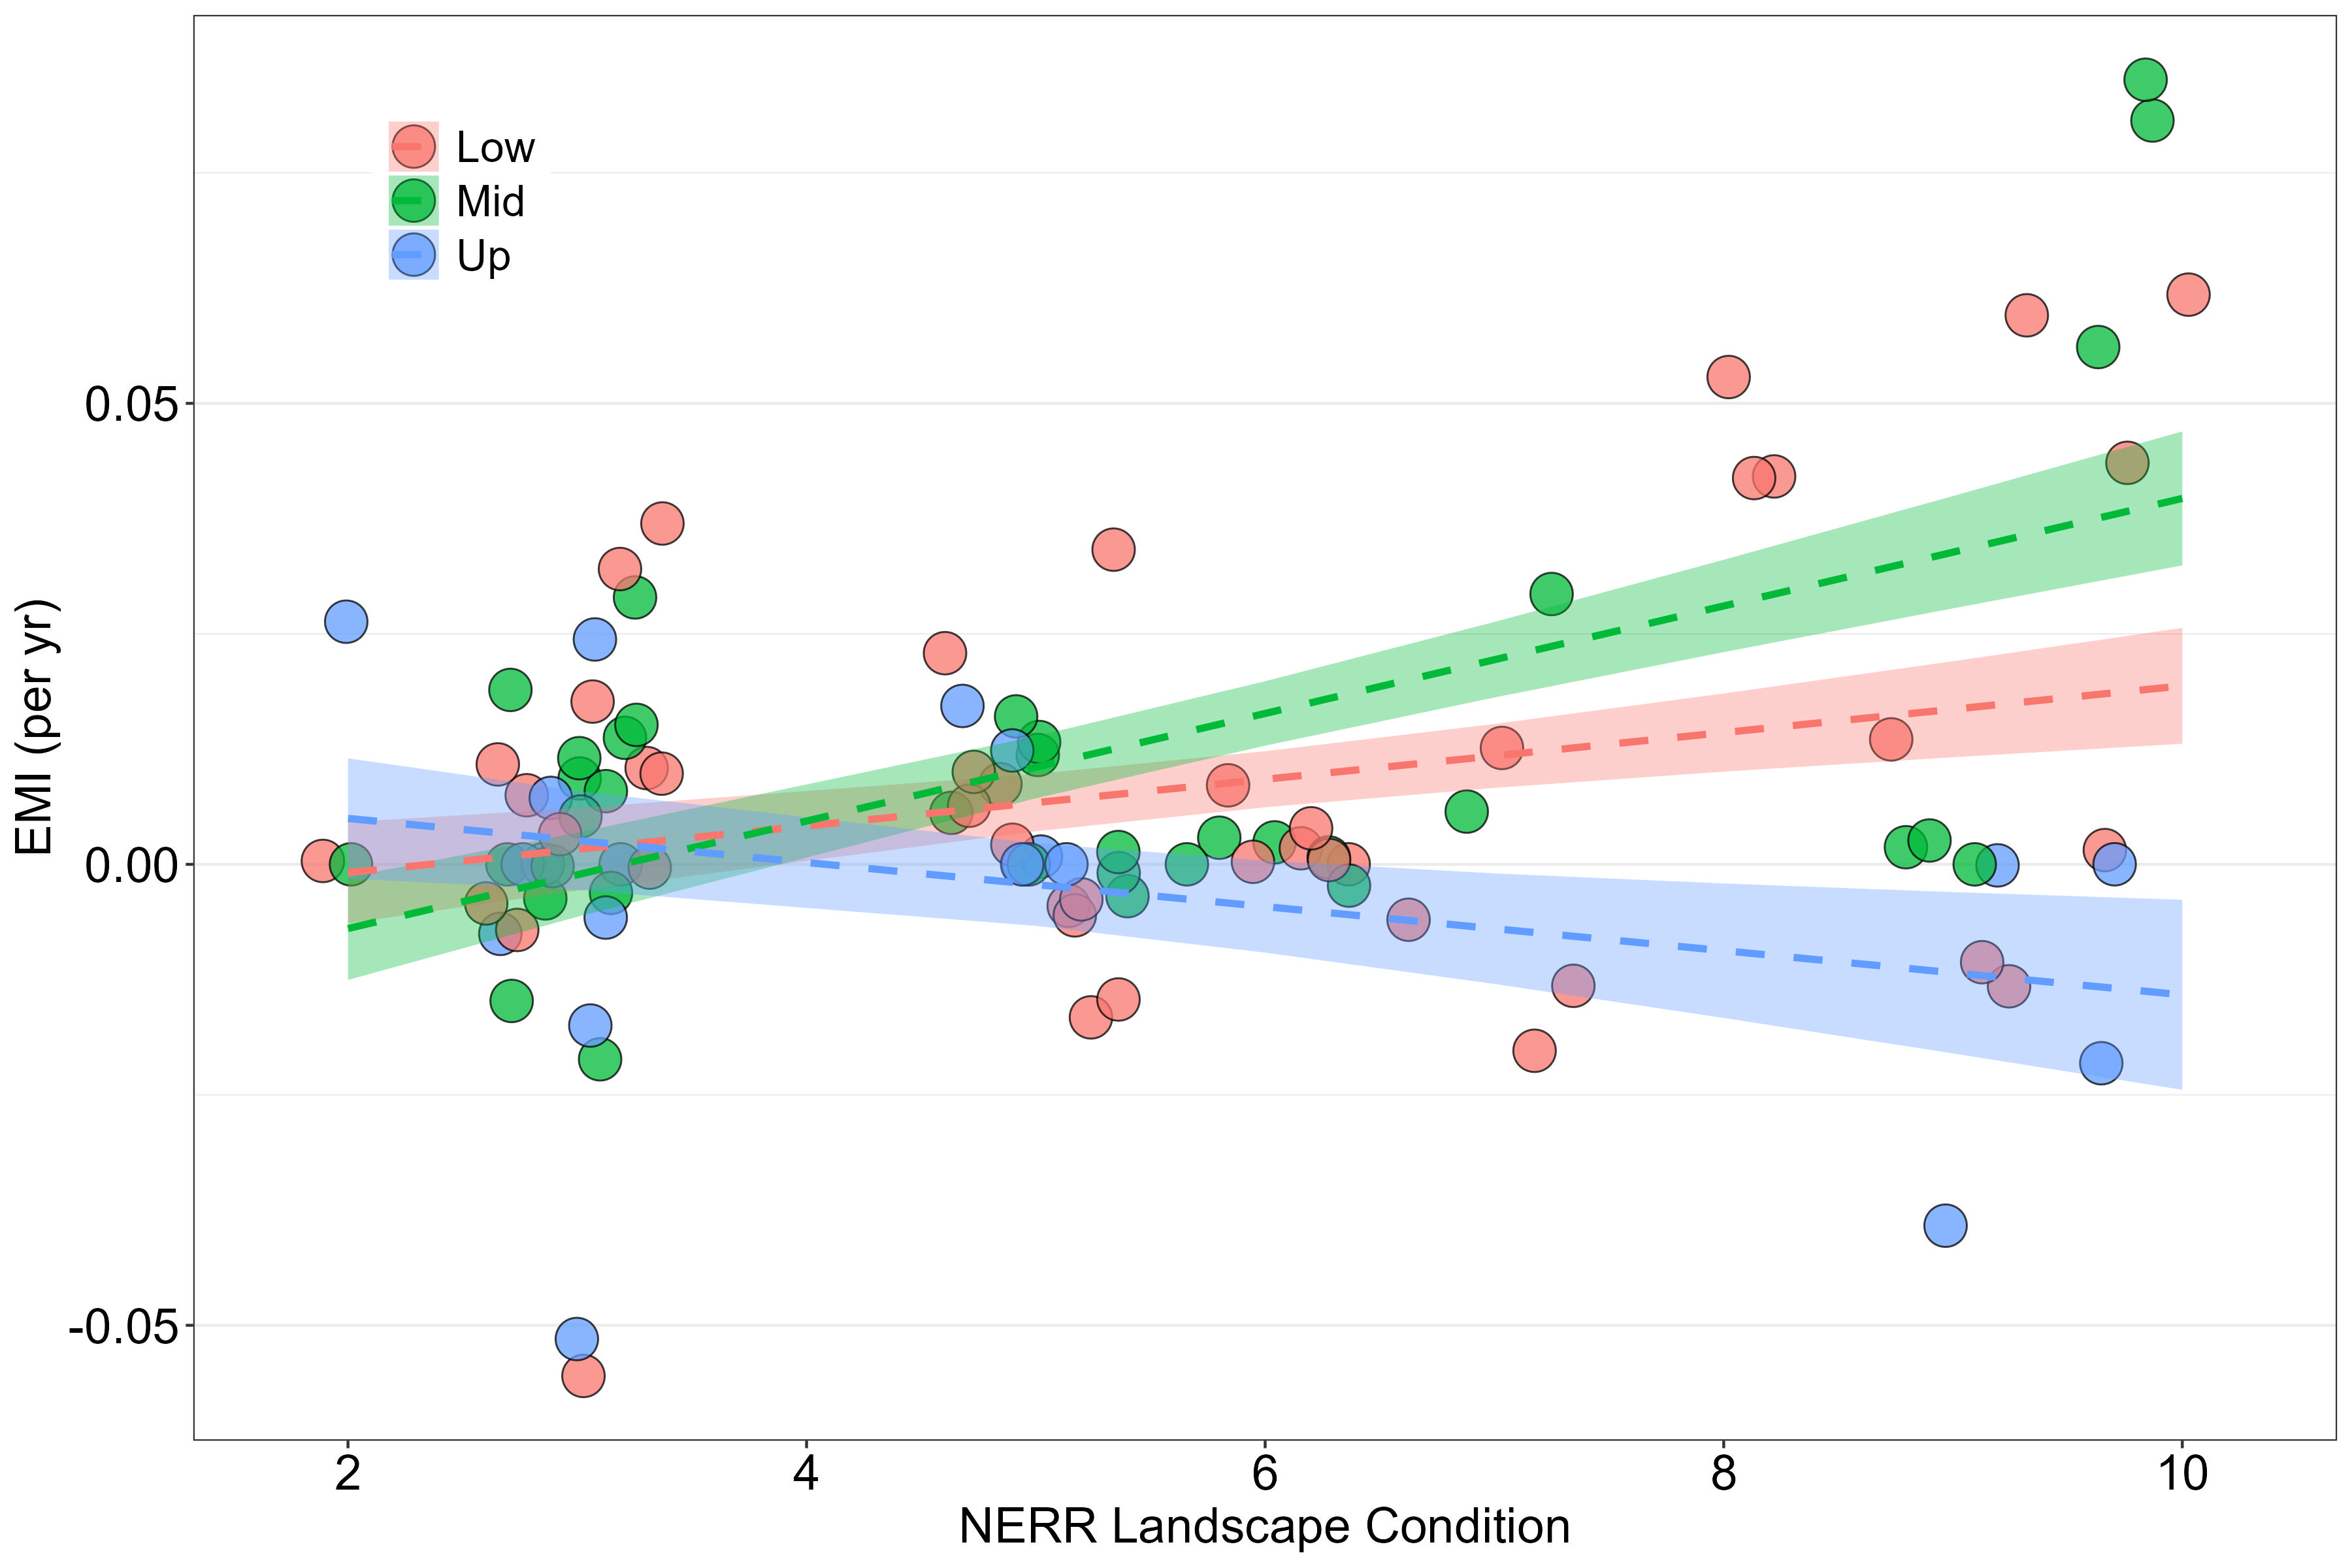 Low
Mid
Up
0.05
0.00
-0.05
EMI (per yr)
2 4 6 8 10
NERR Landscape Condition